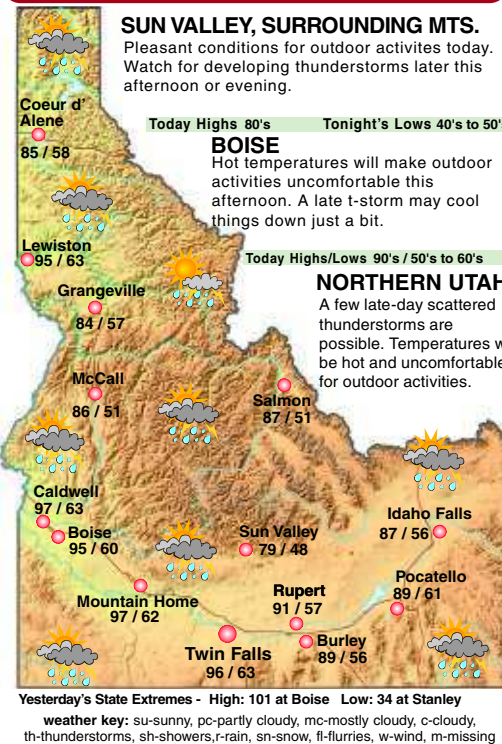 SUN VALLEY, SURROUNDING MTS.
Pleasant conditions for outdoor activites today.
Watch for developing thunderstorms later this
afternoon or evening.
Today Highs 80's Tonight's Lows 40's to 50'
BOISE
Hot temperatures will make outdoor
activities uncomfortable this
afternoon. A late t-storm may cool
things down just a bit.
Today Highs/Lows 90's / 50's to 60's
NORTHERN UTAH
A few late-day scattered
thunderstorms are
possible. Temperatures w
be hot and uncomfortable
for outdoor activities.
Coeur d'
Alene
85 / 58
Lewiston
95 / 63
Grangeville
84 / 57
McCall
86 / 51
Salmon
87 / 51
Caldwell
97 / 63
Boise
95 / 60
Sun Valley
79 / 48
Idaho Falls
87 / 56
Mountain Home
97 / 62
Rupert
91 / 57
Pocatello
89 / 61
Twin Falls
96 / 63
Burley
89 / 56
Yesterday's State Extremes - High: 101 at Boise Low: 34 at Stanley
weather key: su-sunny, pc-partly cloudy, mc-mostly cloudy, c-cloudy,
th-thunderstorms, sh-showers,r-rain, sn-snow, fl-flurries, w-wind, m-missing